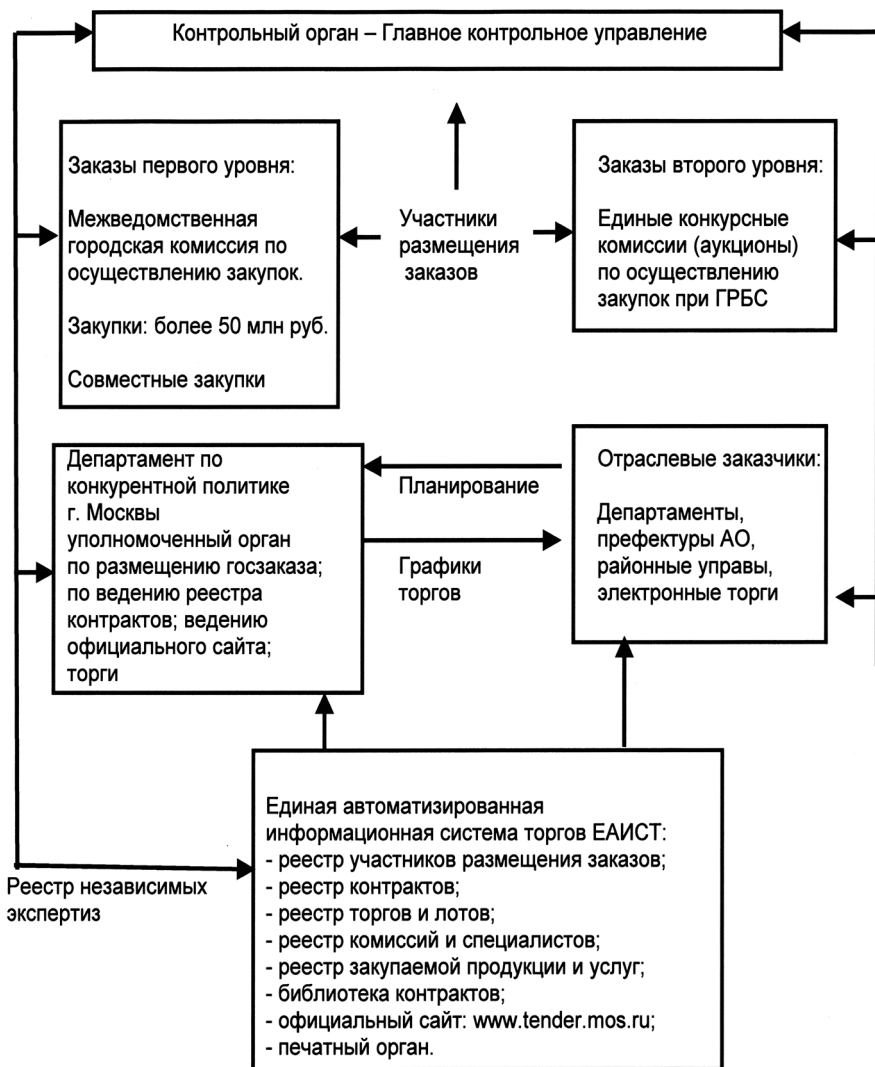 Контрольный орган – Главное контрольное управление
Заказы первого уровня:
Межведомственная
городская комиссия по
осуществлению закупок.
Закупки: более 50 млн руб.
Совместные закупки
Участники
размещения
заказов
Заказы второго уровня:
Единые конкурсные
комиссии (аукционы)
по осуществлению
закупок при ГРБС
Департамент по
конкурентной политике
г. Москвы
уполномоченный орган
по размещению госзаказа;
по ведению реестра
контрактов; ведению
официального сайта;
торги
Планирование
Графики
торгов
Отраслевые заказчики:
Департаменты,
префектуры АО,
районные управы,
электронные торги
Реестр независимых
экспертиз
Единая автоматизированная
информационная система торгов ЕАИСТ:
- реестр участников размещения заказов;
- реестр контрактов;
- реестр торгов и лотов;
- реестр комиссий и специалистов;
- реестр закупаемой продукции и услуг;
- библиотека контрактов;
- официальный сайт: www.tender.mos.ru;
- печатный орган.